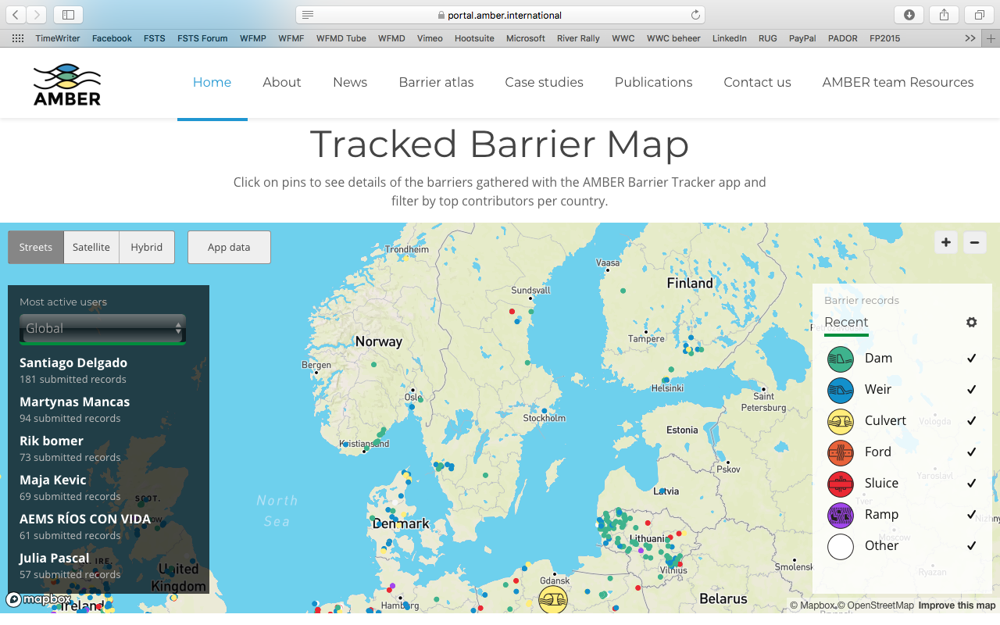 portal.amber.international
TimeWriter Facebook FSTS FSTS Forum WFMP WFMF WFMD Tube WFMD Vimeo Hootsuite Microsoft River Rally WWC WWC beheer LinkedIn RUG PayPal PADOR FP2015 >>
AMBER
Home About News Barrier atlas Case studies Publications Contact us AMBER team Resources
Tracked Barrier Map
Click on pins to see details of the barriers gathered with the AMBER Barrier Tracker app and
filter by top contributors per country.
Streets Satellite Hybrid App data
Most active users
Global
Santiago Delgado
181 submitted records
Martynas Mancas
94 submitted records
Rik bomer
73 submitted records
Maja Kevic
69 submitted records
AEMS RÍOS CON VIDA
61 submitted records
Julia Pascal
57 submitted records
Barrier records
Recent
Dam
Weir
Culvert
Ford
Sluice
Ramp
Other
Trondheim
Vaasa
Finland
Sundsvall
Norway
Tampere
Bergen
Oslo
Helsinki
Saint
Petersburg
Stockholm
Estonia
Kristiansand
Pskov
Vologda
Yaroslavl
Tver
Moscow
Ryazan
Latvia
North
Sea
SCOT.
Denmark
Lithuania
Smolensk
Vilnius
IRE.
United
Kingdom
Gdansk
Hamburg
Belarus
Ireland
mapbox
© Mapbox © OpenStreetMap Improve this map